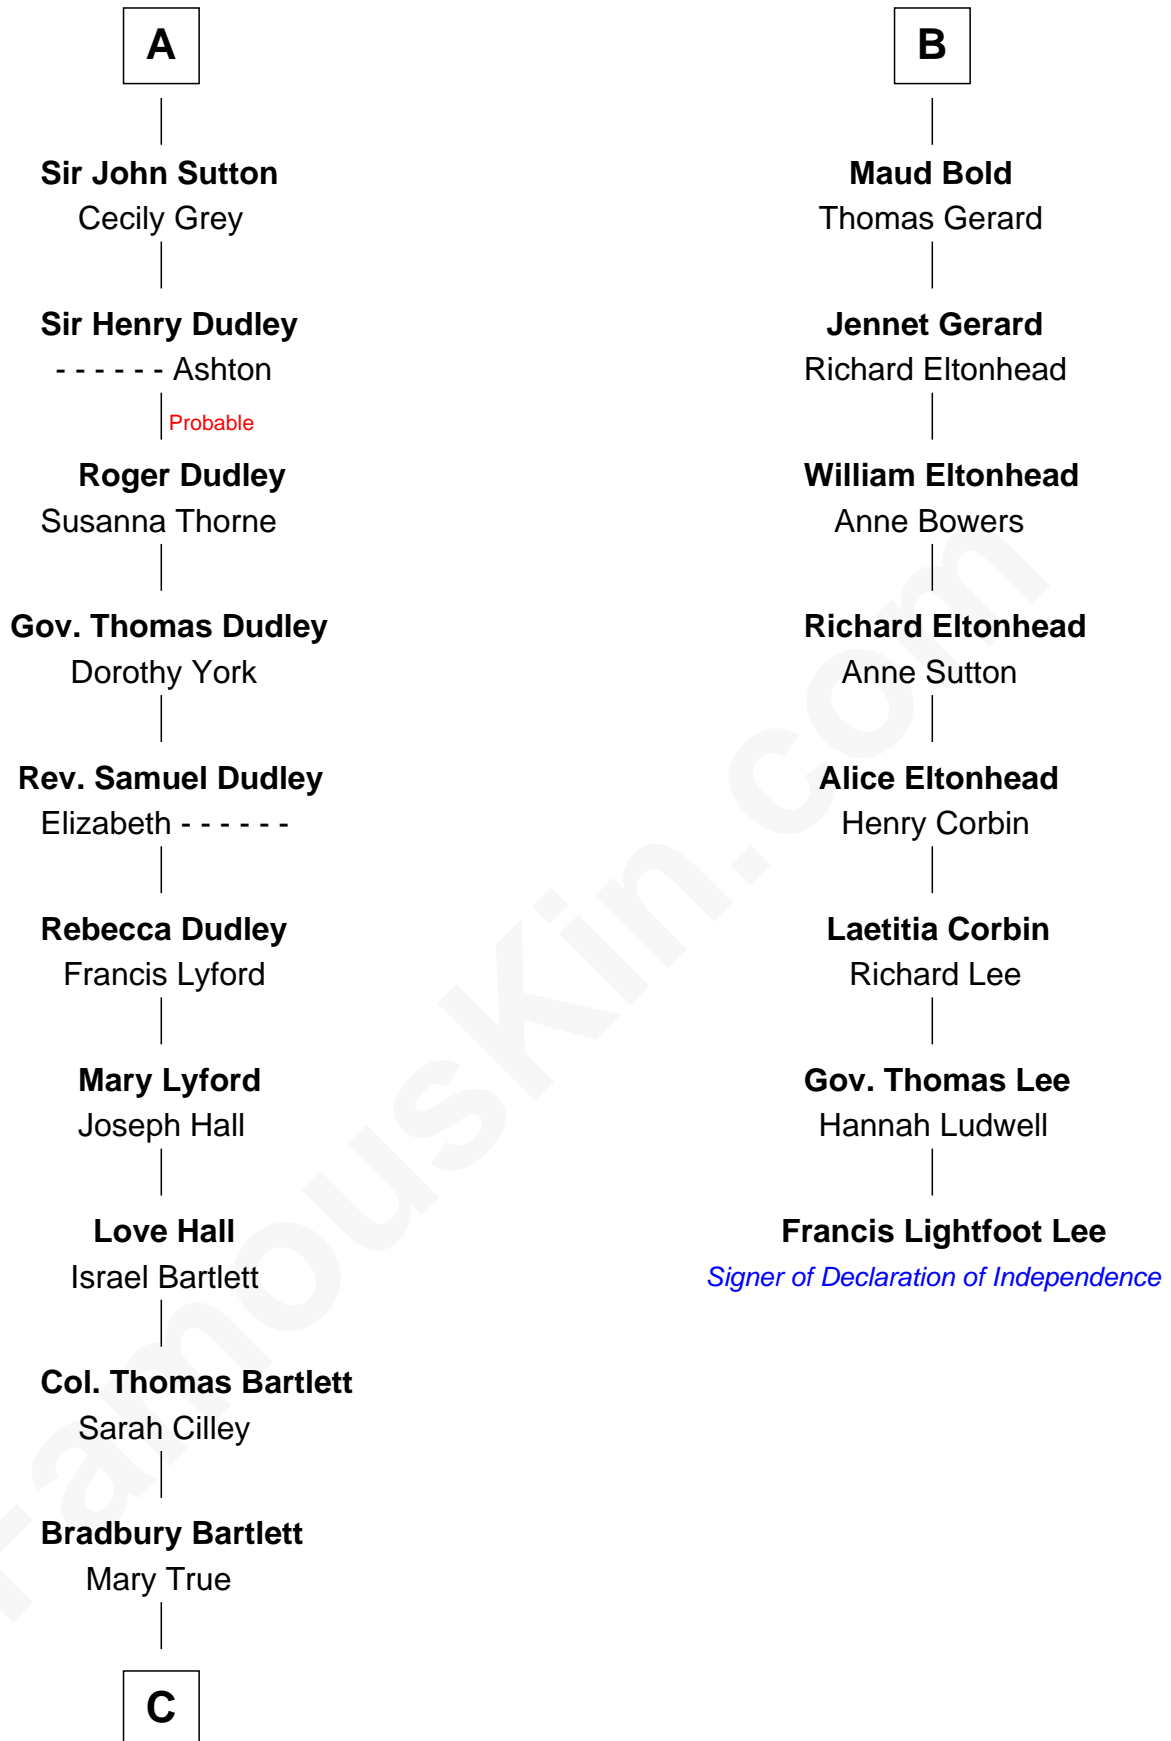 A
Sir John Sutton
Cecily Grey
Sir Henry Dudley
- - - - - - Ashton
Probable
Roger Dudley
Susanna Thorne
Gov. Thomas Dudley
Dorothy York
Rev. Samuel Dudley
Elizabeth - - - - - -
Rebecca Dudley
Francis Lyford
Mary Lyford
Joseph Hall
Love Hall
Israel Bartlett
Col. Thomas Bartlett
Sarah Cilley
Bradbury Bartlett
Mary True
C
B
Maud Bold
Thomas Gerard
Jennet Gerard
Richard Eltonhead
William Eltonhead
Anne Bowers
Richard Eltonhead
Anne Sutton
Alice Eltonhead
Henry Corbin
Laetitia Corbin
Richard Lee
Gov. Thomas Lee
Hannah Ludwell
Francis Lightfoot Lee
Signer of Declaration of Independence
FamousKin.com